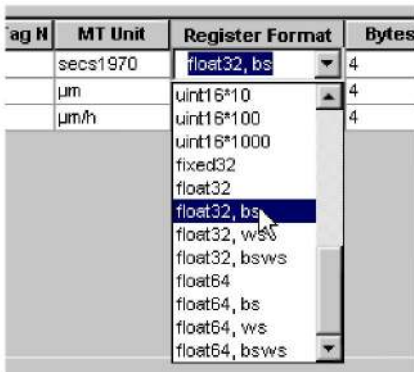 ag N MT Unit Register Format Bytes
secs1970 float32, bs 4
µm 4
µm/h 4
uint16*10
uint16*100
uint16*1000
fixed32
float32
float32, bs
float32, ws
float32, bsws
float64
float64, bs
float64, ws
float64, bsws